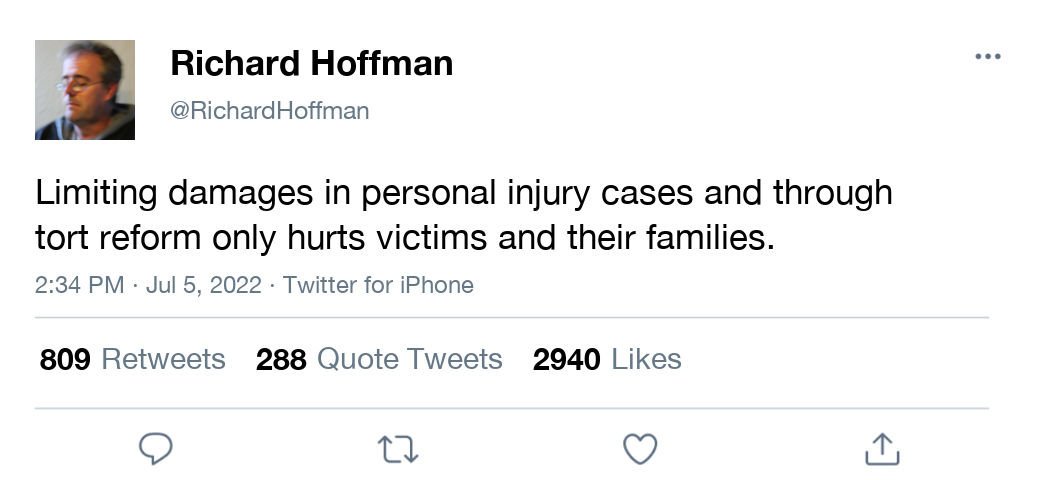 Richard Hoffman
@RichardHoffman
Limiting damages in personal injury cases and through
tort reform only hurts victims and their families.
2:34 PM · Jul 5, 2022 · Twitter for iPhone
809 Retweets 288 Quote Tweets 2940 Likes